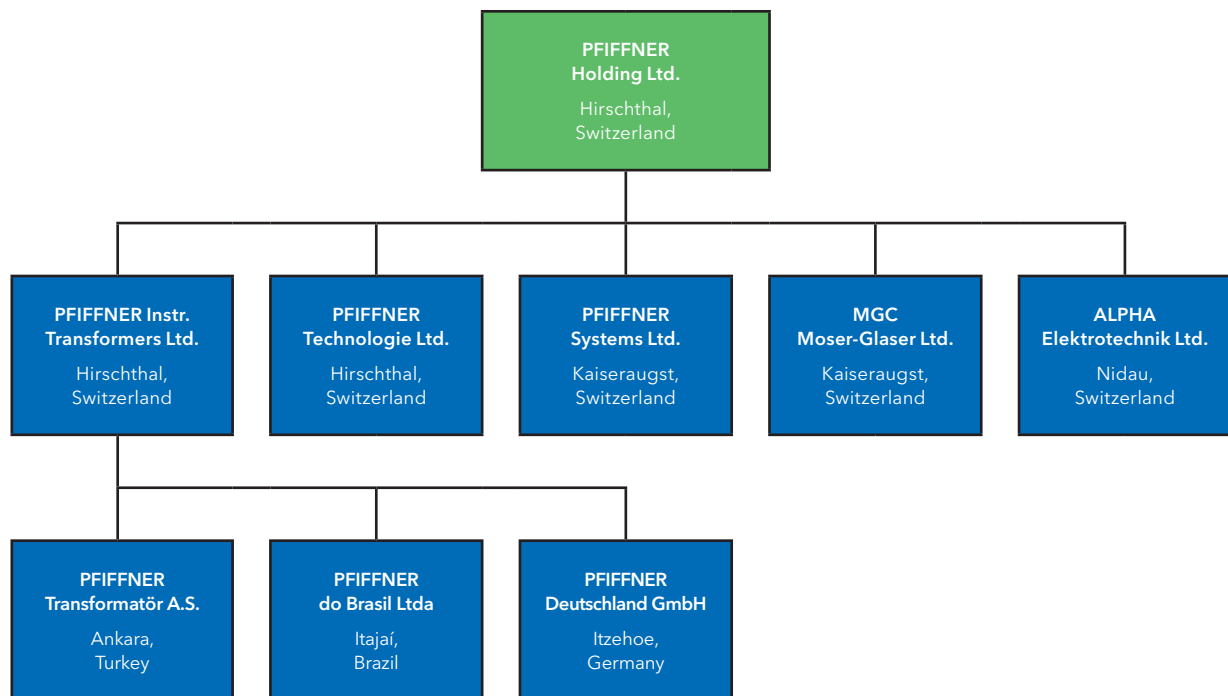 PFIFFNER
Holding Ltd.
Hirschthal,
Switzerland
PFIFFNER Instr.
Transformers Ltd.
Hirschthal,
Switzerland
PFIFFNER
Technologie Ltd.
Hirschthal,
Switzerland
PFIFFNER
Systems Ltd.
Kaiseraugst,
Switzerland
MGC
Moser-Glaser Ltd.
Kaiseraugst,
Switzerland
ALPHA
Elektrotechnik Ltd.
Nidau,
Switzerland
PFIFFNER
Transformatör A.S.
Ankara,
Turkey
PFIFFNER
do Brasil Ltda
Itajaí,
Brazil
PFIFFNER
Deutschland GmbH
Itzehoe,
Germany